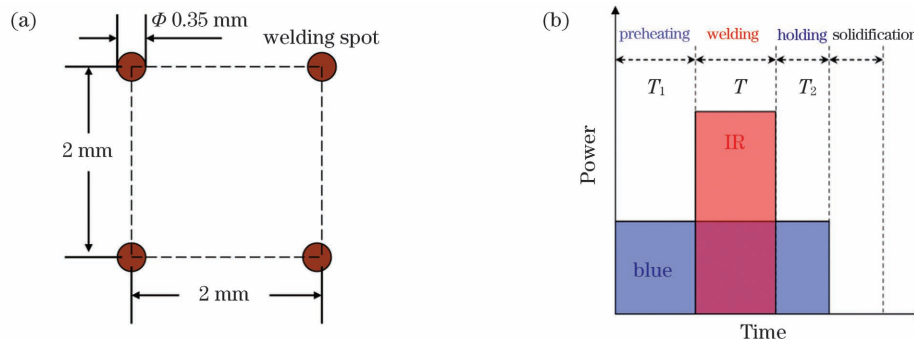 (a)
Φ 0.35 mm
welding spot
2 mm
2 mm
(b)
preheating welding holding solidification
T₁ T T₂
IR
blue
Power
Time